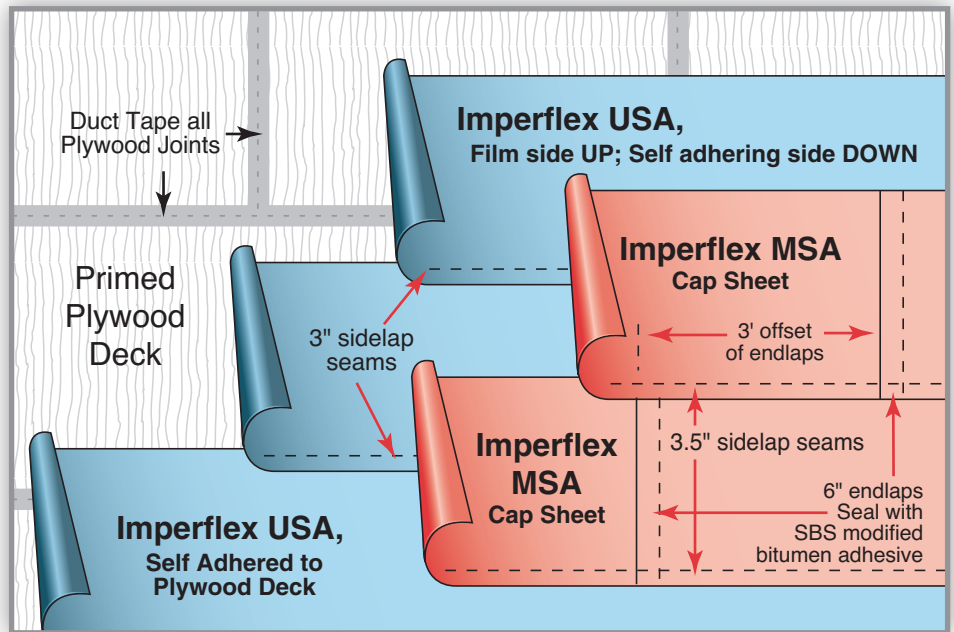 Duct Tape all
Plywood Joints
Imperflex USA,
Film side UP; Self adhering side DOWN
Primed
Plywood
Deck
3" sidelap
seams
Imperflex MSA
Cap Sheet
3' offset
of endlaps
Imperflex
MSA
Cap Sheet
3.5" sidelap seams
6" endlaps
Seal with
SBS modified
bitumen adhesive
Imperflex USA,
Self Adhered to
Plywood Deck